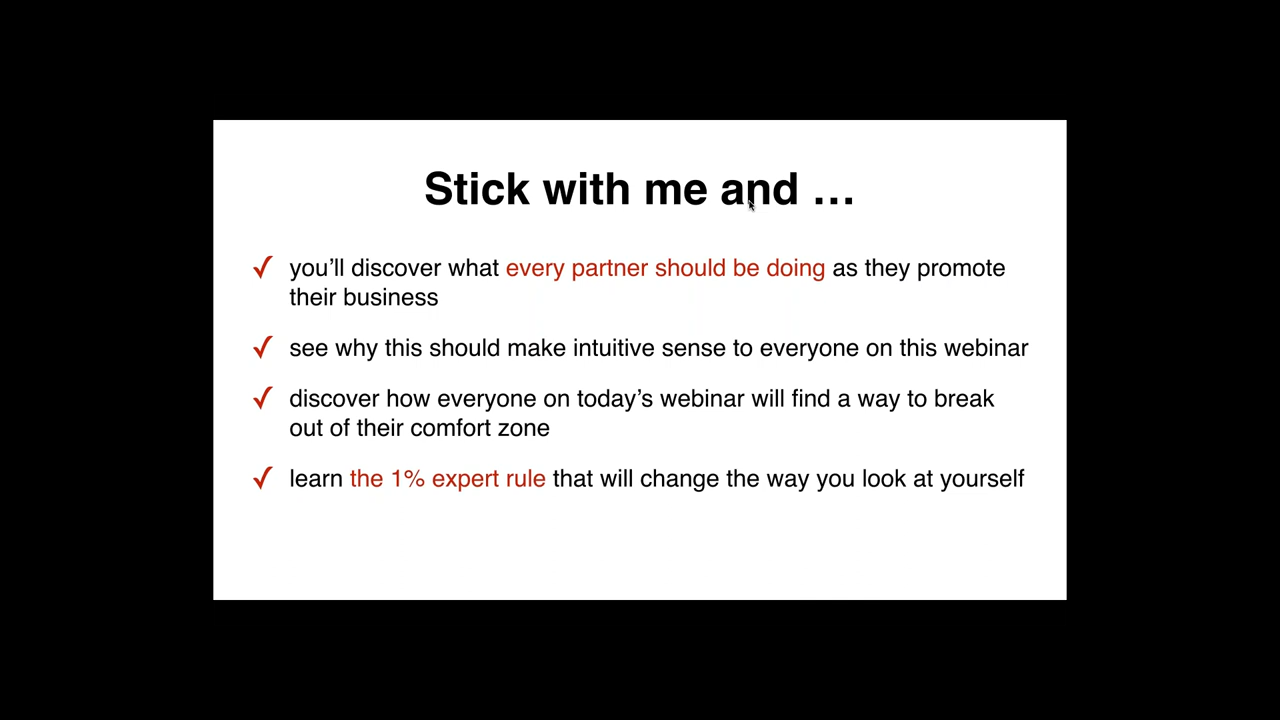 Stick with me and …
✓ you’ll discover what every partner should be doing as they promote
their business
✓ see why this should make intuitive sense to everyone on this webinar
✓ discover how everyone on today’s webinar will find a way to break
out of their comfort zone
✓ learn the 1% expert rule that will change the way you look at yourself